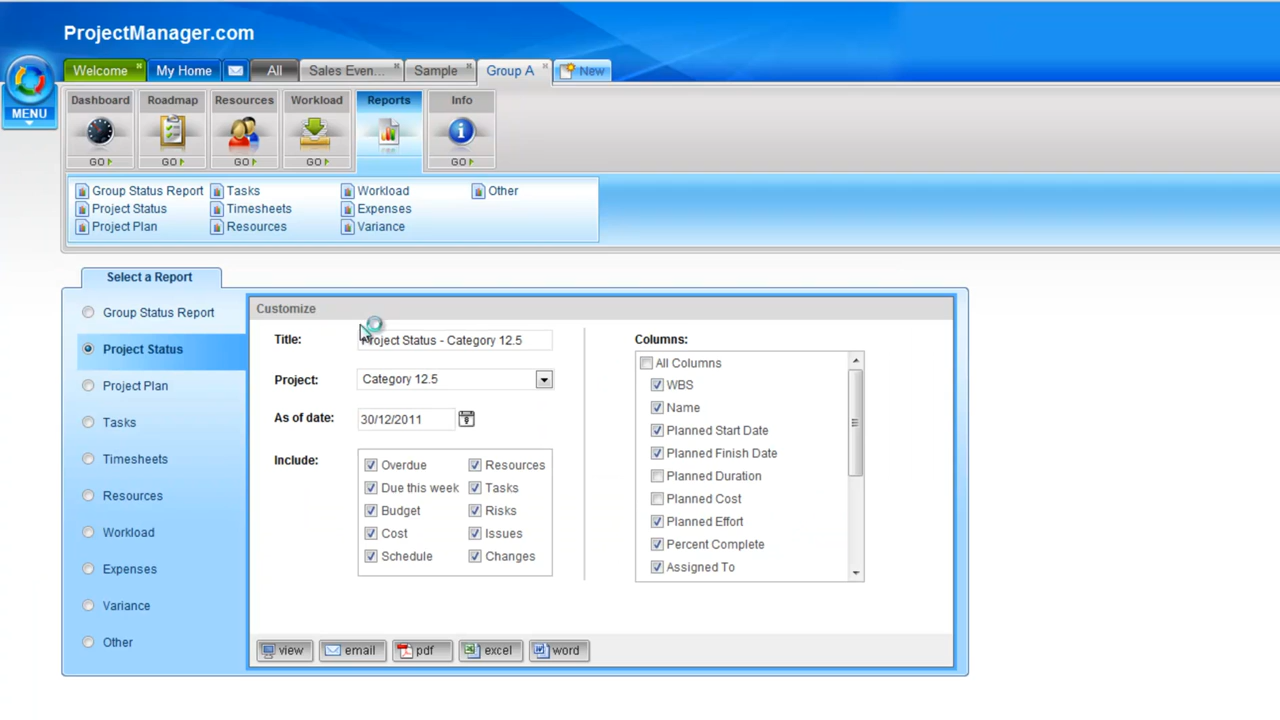 ProjectManager.com
MENU
Welcome
My Home
All
Sales Even...
Sample
Group A
New
Dashboard
Roadmap
Resources
Workload
Reports
Info
GO
GO
GO
GO
GO
Group Status Report
Tasks
Workload
Other
Project Status
Timesheets
Expenses
Project Plan
Resources
Variance
Select a Report
Group Status Report
Project Status
Project Plan
Tasks
Timesheets
Resources
Workload
Expenses
Variance
Other
Customize
Title: Project Status - Category 12.5
Project: Category 12.5
As of date: 30/12/2011
Include:
Overdue
Resources
Due this week
Tasks
Budget
Risks
Cost
Issues
Schedule
Changes
Columns:
All Columns
WBS
Name
Planned Start Date
Planned Finish Date
Planned Duration
Planned Cost
Planned Effort
Percent Complete
Assigned To
view
email
pdf
excel
word